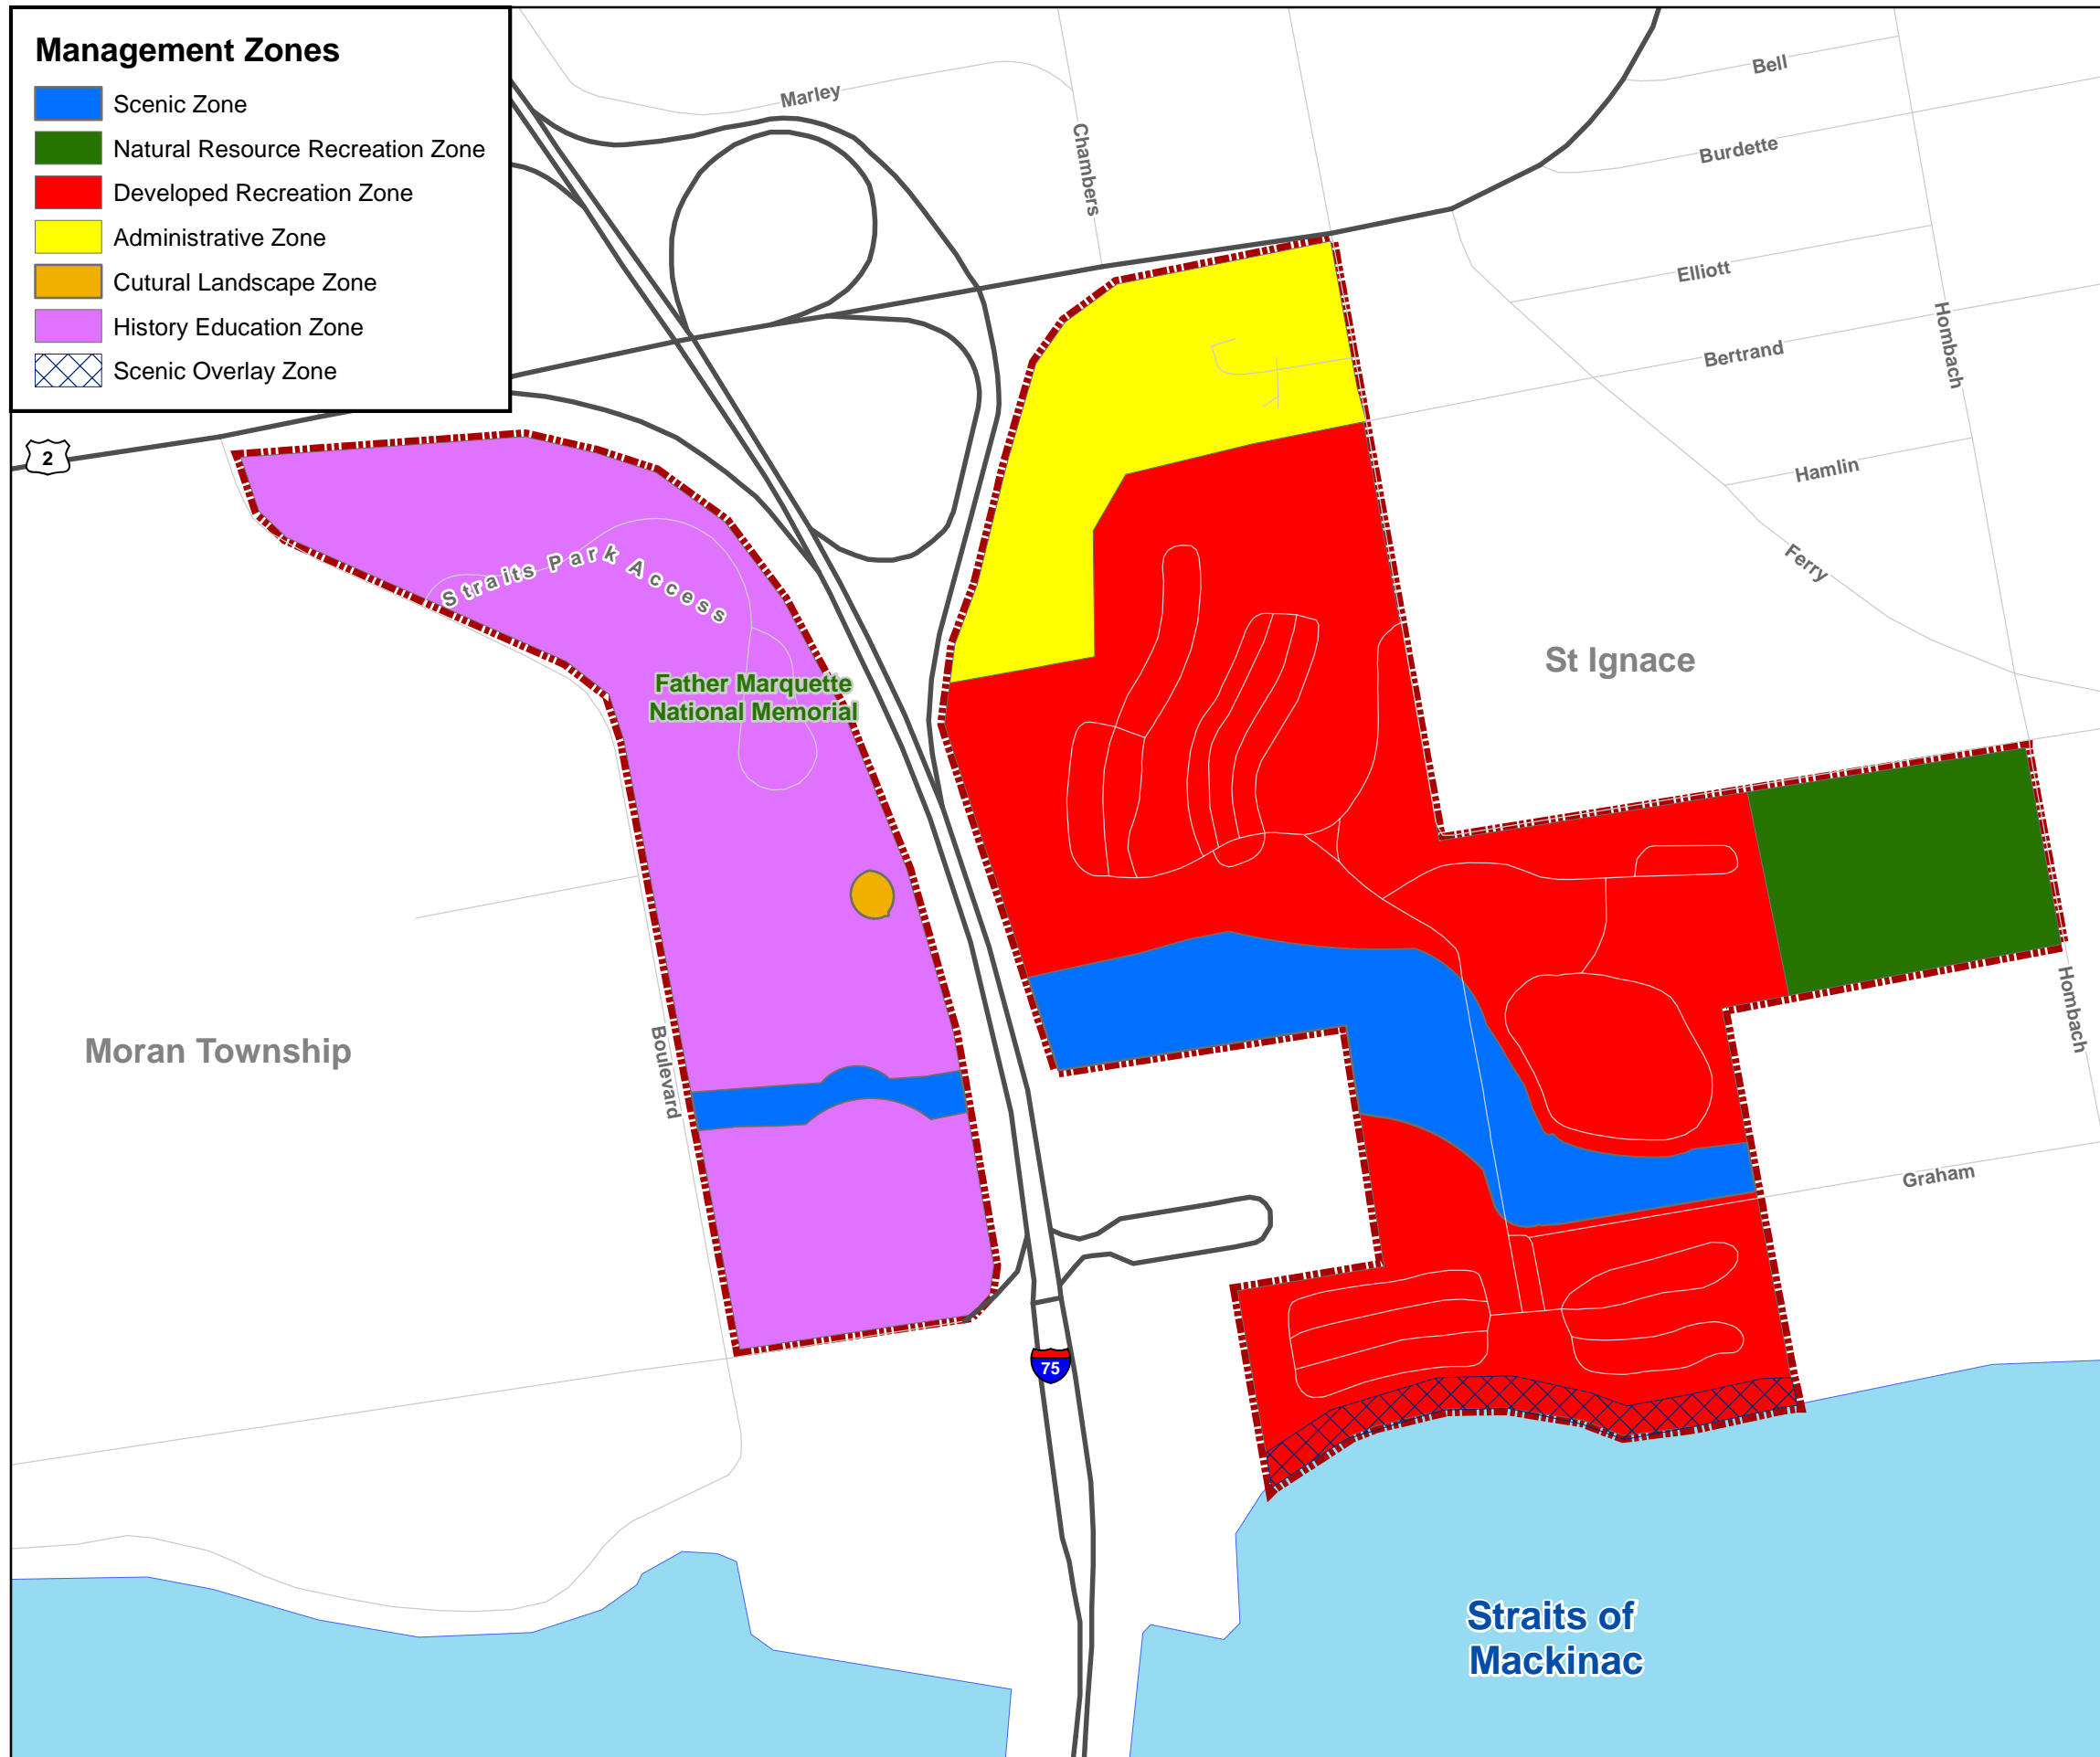 Management Zones
Scenic Zone
Natural Resource Recreation Zone
Developed Recreation Zone
Administrative Zone
Cutural Landscape Zone
History Education Zone
Scenic Overlay Zone
Marley
Chambers
Bell
Burdette
Elliott
Hombach
Bertrand
2
Hamlin
Ferry
Straits Park Access
St Ignace
Father Marquette
National Memorial
Moran Township
Boulevard
Hombach
Graham
75
Straits of
Mackinac